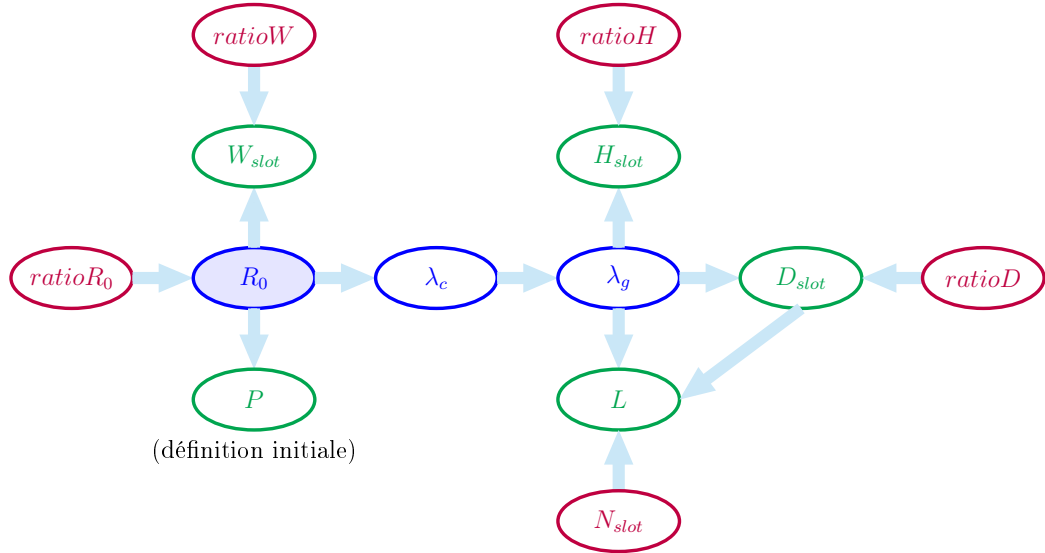 ratioW ratioH
W_slot H_slot
ratioR_0 R_0 λ_c λ_g D_slot ratioD
P L
(définition initiale)
N_slot